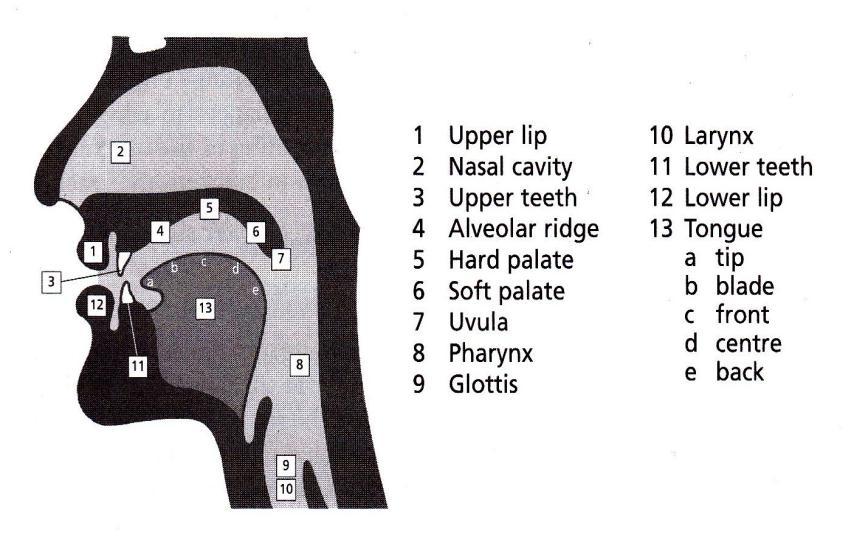 1 Upper lip
2 Nasal cavity
3 Upper teeth
4 Alveolar ridge
5 Hard palate
6 Soft palate
7 Uvula
8 Pharynx
9 Glottis
10 Larynx
11 Lower teeth
12 Lower lip
13 Tongue
a tip
b blade
c front
d centre
e back
2
5
4
6
1
7
3
a
b
c
d
e
12
13
11
8
9
10